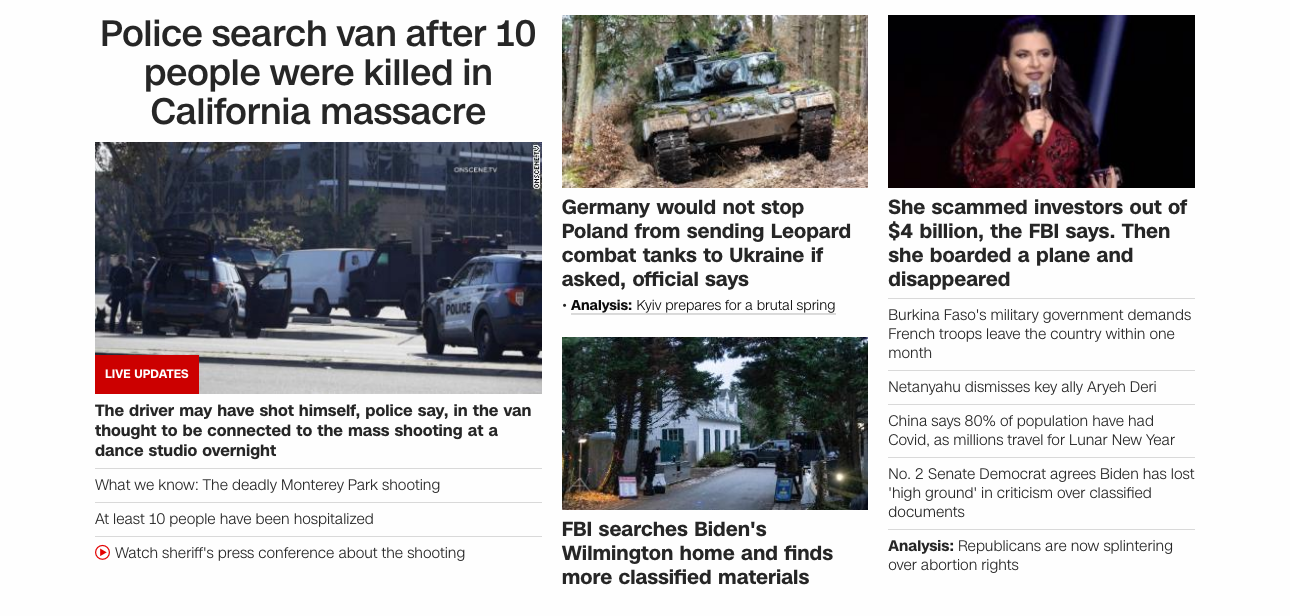 Police search van after 10
people were killed in
California massacre
ONSCENE.TV
ONSCENE.TV
POLICE
LIVE UPDATES
The driver may have shot himself, police say, in the van
thought to be connected to the mass shooting at a
dance studio overnight
What we know: The deadly Monterey Park shooting
At least 10 people have been hospitalized
Watch sheriff's press conference about the shooting
Germany would not stop
Poland from sending Leopard
combat tanks to Ukraine if
asked, official says
• Analysis: Kyiv prepares for a brutal spring
FBI searches Biden's
Wilmington home and finds
more classified materials
She scammed investors out of
$4 billion, the FBI says. Then
she boarded a plane and
disappeared
Burkina Faso's military government demands
French troops leave the country within one
month
Netanyahu dismisses key ally Aryeh Deri
China says 80% of population have had
Covid, as millions travel for Lunar New Year
No. 2 Senate Democrat agrees Biden has lost
'high ground' in criticism over classified
documents
Analysis: Republicans are now splintering
over abortion rights